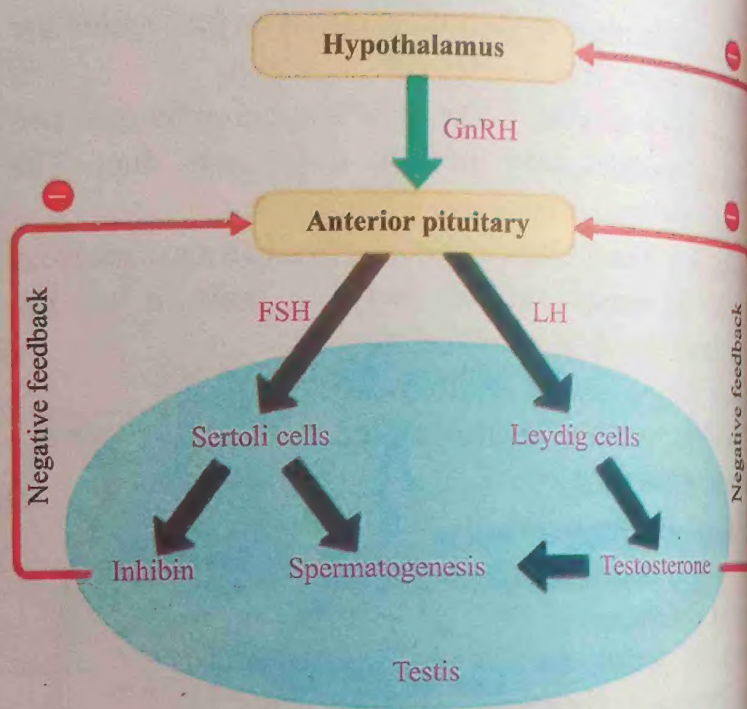 Hypothalamus
GnRH
Anterior pituitary
FSH
LH
Negative feedback
Negative feedback
Sertoli cells
Leydig cells
Inhibin
Spermatogenesis
Testosterone
Testis